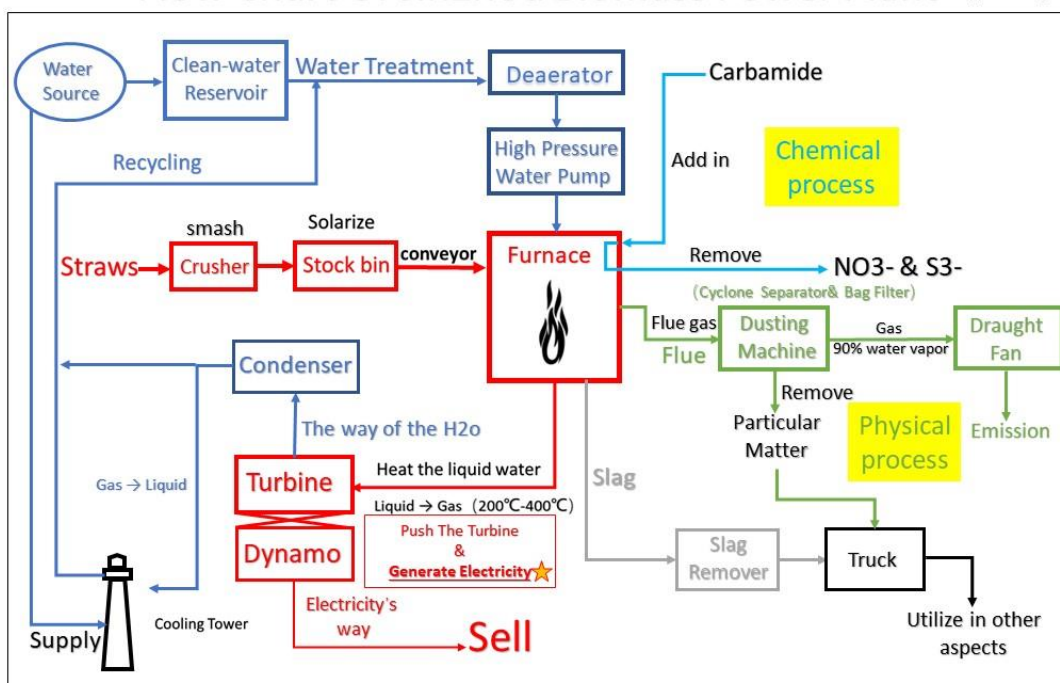 Water
Source
Clean-water
Reservoir
Water Treatment
Deaerator
Carbamide
Recycling
High Pressure
Water Pump
Add in
Chemical
process
smash
Solarize
Straws
Crusher
Stock bin
conveyor
Furnace
Remove
NO3- & S3-
(Cyclone Separator& Bag Filter)
Flue gas
Flue
Dusting
Machine
Gas
90% water vapor
Draught
Fan
Condenser
Remove
Particular
Matter
Physical
process
Emission
The way of the H2o
Heat the liquid water
Slag
Gas → Liquid
Turbine
Liquid → Gas (200℃-400℃)
Push The Turbine
&
Generate Electricity
Dynamo
Slag
Remover
Truck
Electricity's
way
Sell
Supply
Cooling Tower
Utilize in other
aspects